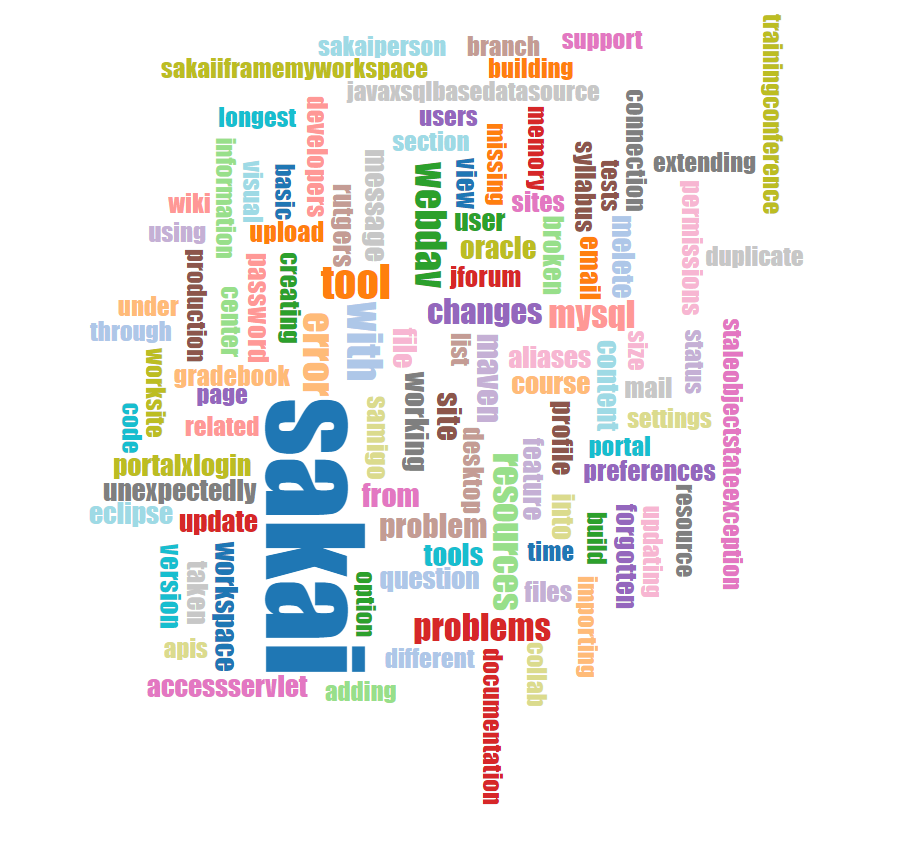 trainingconference
support
sakaiperson
branch
sakaiiframemyworkspace
building
javaxsqlbasedatasource
connection
longest
developers
users
memory
missing
section
information
syllabus
message
extending
visual
view
tests
basic
webdav
permissions
rutgers
wiki
sites
user
using
upload
broken
melete
oracle
email
duplicate
production
password
creating
tool
jforum
center
under
changes
mysql
through
error
with
staleobjectstateexception
file
list
maven
size
status
worksite
aliases
content
gradebook
working
course
mail
page
site
code
samigo
profile
settings
related
sakai
desktop
feature
portal
portalxlogin
resources
preferences
unexpectedly
from
resource
eclipse
update
problem
into
build
forgotten
updating
version
taken
workspace
tools
time
option
question
files
importing
problems
apis
different
collab
documentation
accessservlet
adding